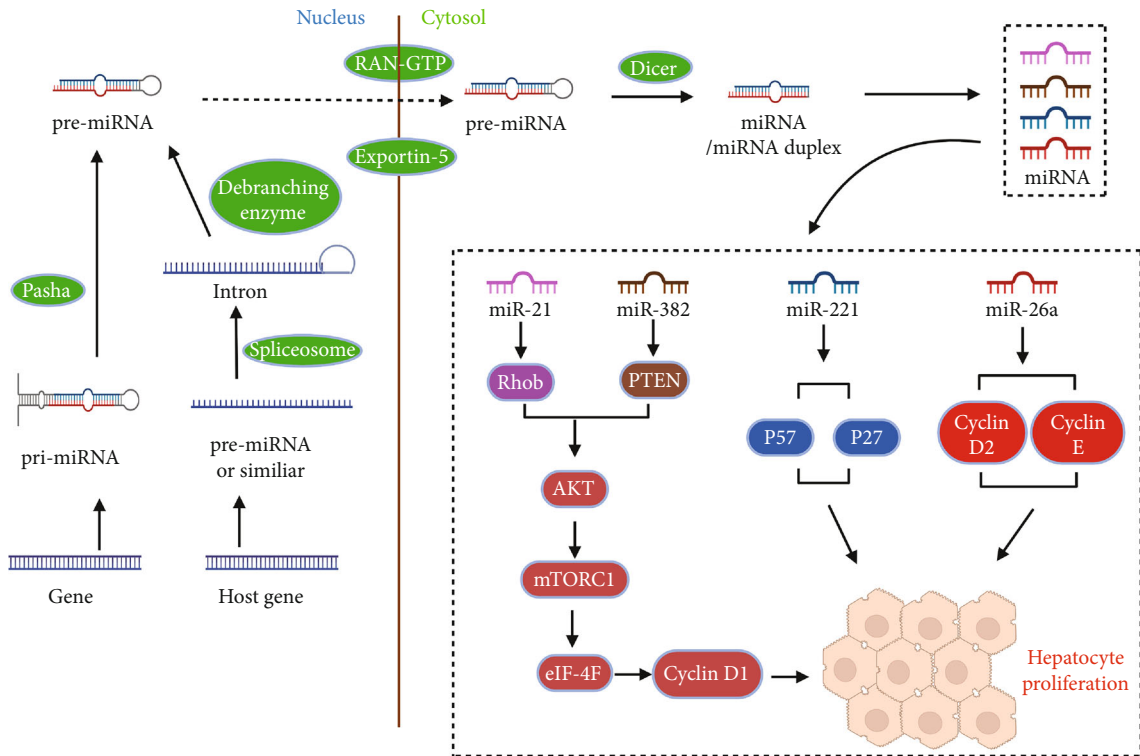 Nucleus
Cytosol
RAN-GTP
Dicer
pre-miRNA
pre-miRNA
miRNA
/miRNA duplex
miRNA
Exportin-5
Debranching
enzyme
Pasha
Intron
Spliceosome
pri-miRNA
pre-miRNA
or similiar
Gene
Host gene
miR-21
miR-382
miR-221
miR-26a
Rhob
PTEN
P57
P27
Cyclin
D2
Cyclin
E
AKT
mTORC1
eIF-4F
Cyclin D1
Hepatocyte
proliferation